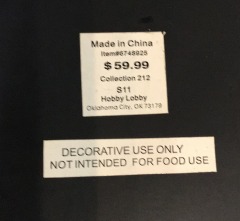 Made in China
Item#8748925
$59.99
Collection 212
S11
Hobby Lobby
Oklahoma City, OK 73179
DECORATIVE USE ONLY
NOT INTENDED FOR FOOD USE